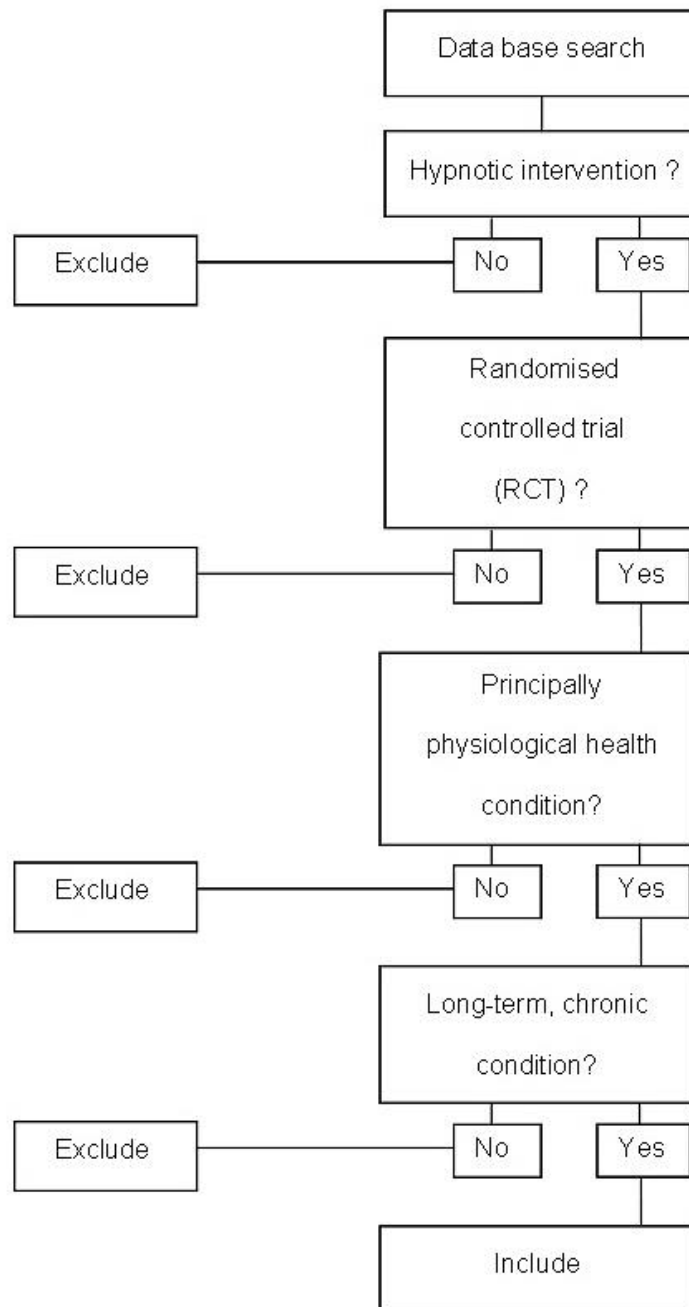 Data base search
Hypnotic intervention ?
Exclude
No
Yes
Randomised
controlled trial
(RCT) ?
Exclude
No
Yes
Principally
physiological health
condition?
Exclude
No
Yes
Long-term, chronic
condition?
Exclude
No
Yes
Include